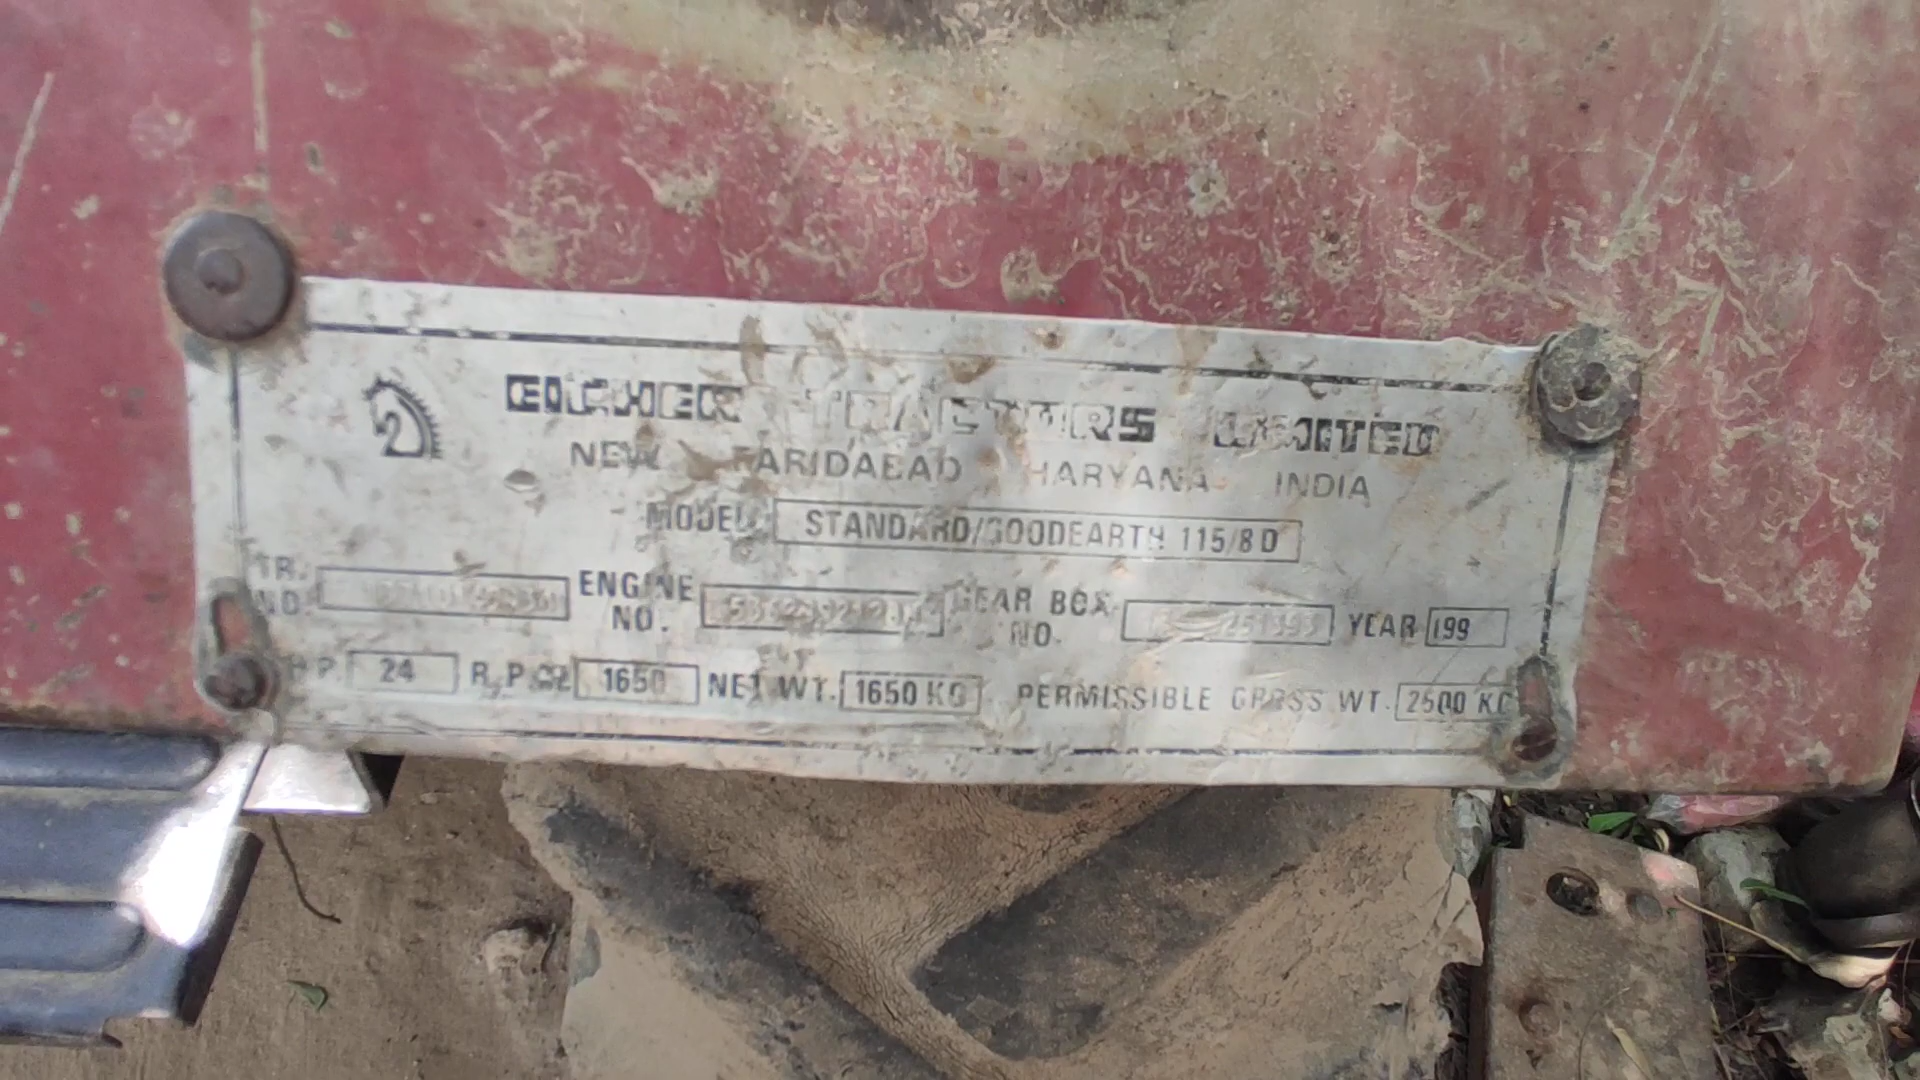 EICHER TRACTORS LIMITED
NEW FARIDABAD HARYANA INDIA
MODEL STANDARD/GOODEARTH 115/8D
TR. NO. ENGINE NO. GEAR BOX NO. YEAR 199
H.P. 24 R.P.M. 1650 NET WT. 1650 KG PERMISSIBLE GROSS WT. 2500 KG